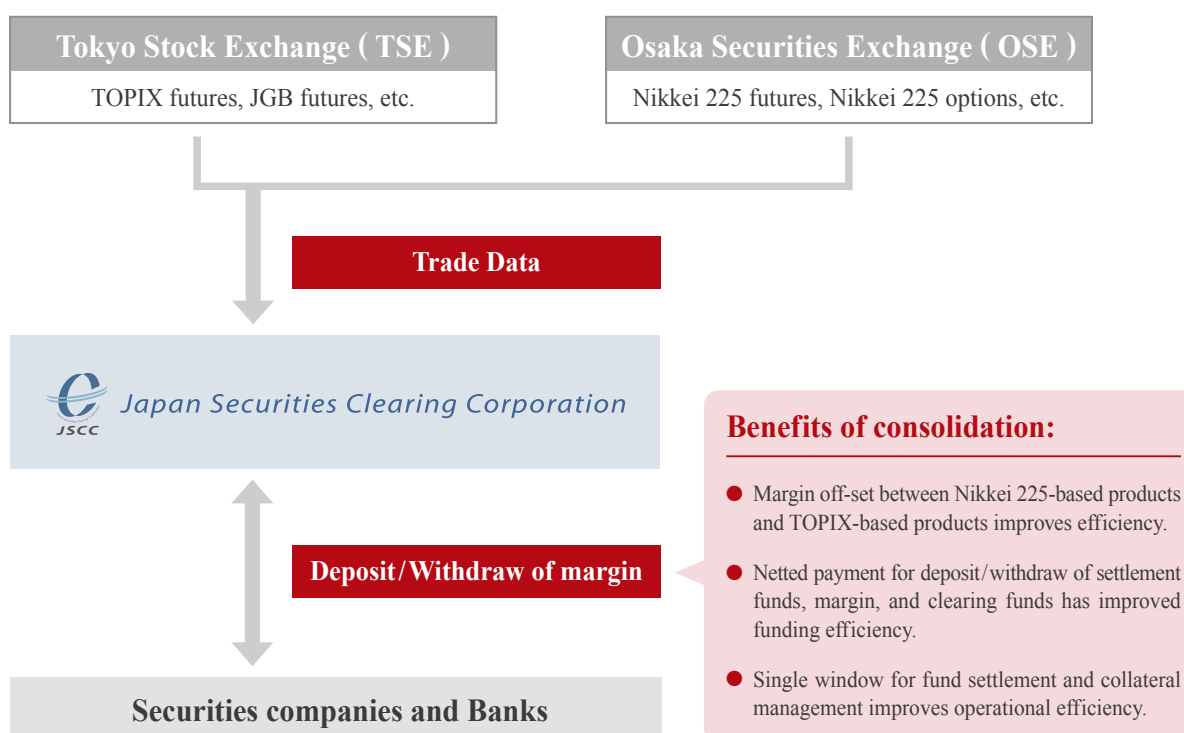 Tokyo Stock Exchange ( TSE )
TOPIX futures, JGB futures, etc.
Osaka Securities Exchange ( OSE )
Nikkei 225 futures, Nikkei 225 options, etc.
Trade Data
JSCC
Japan Securities Clearing Corporation
Deposit/Withdraw of margin
Securities companies and Banks
Benefits of consolidation:
● Margin off-set between Nikkei 225-based products
and TOPIX-based products improves efficiency.
● Netted payment for deposit/withdraw of settlement
funds, margin, and clearing funds has improved
funding efficiency.
● Single window for fund settlement and collateral
management improves operational efficiency.